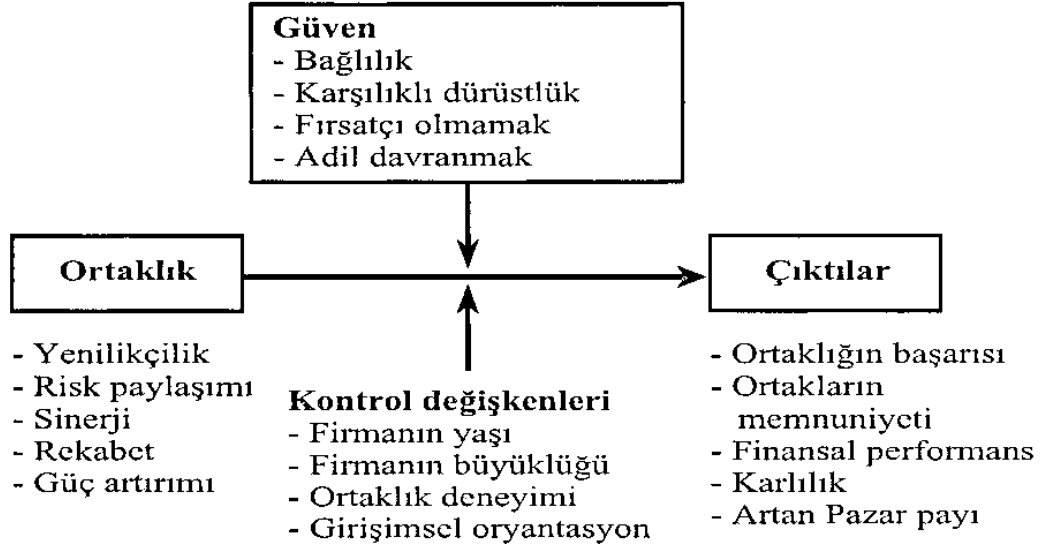 Güven
- Bağlılık
- Karşılıklı dürüstlük
- Fırsatçı olmamak
- Adil davranmak
Ortaklık
Çıktılar
- Yenilikçilik
- Risk paylaşımı
- Sinerji
- Rekabet
- Güç artırımı
Kontrol değişkenleri
- Firmanın yaşı
- Firmanın büyüklüğü
- Ortaklık deneyimi
- Girişimsel oryantasyon
- Ortaklığın başarısı
- Ortakların
memnuniyeti
- Finansal performans
- Karlılık
- Artan Pazar payı